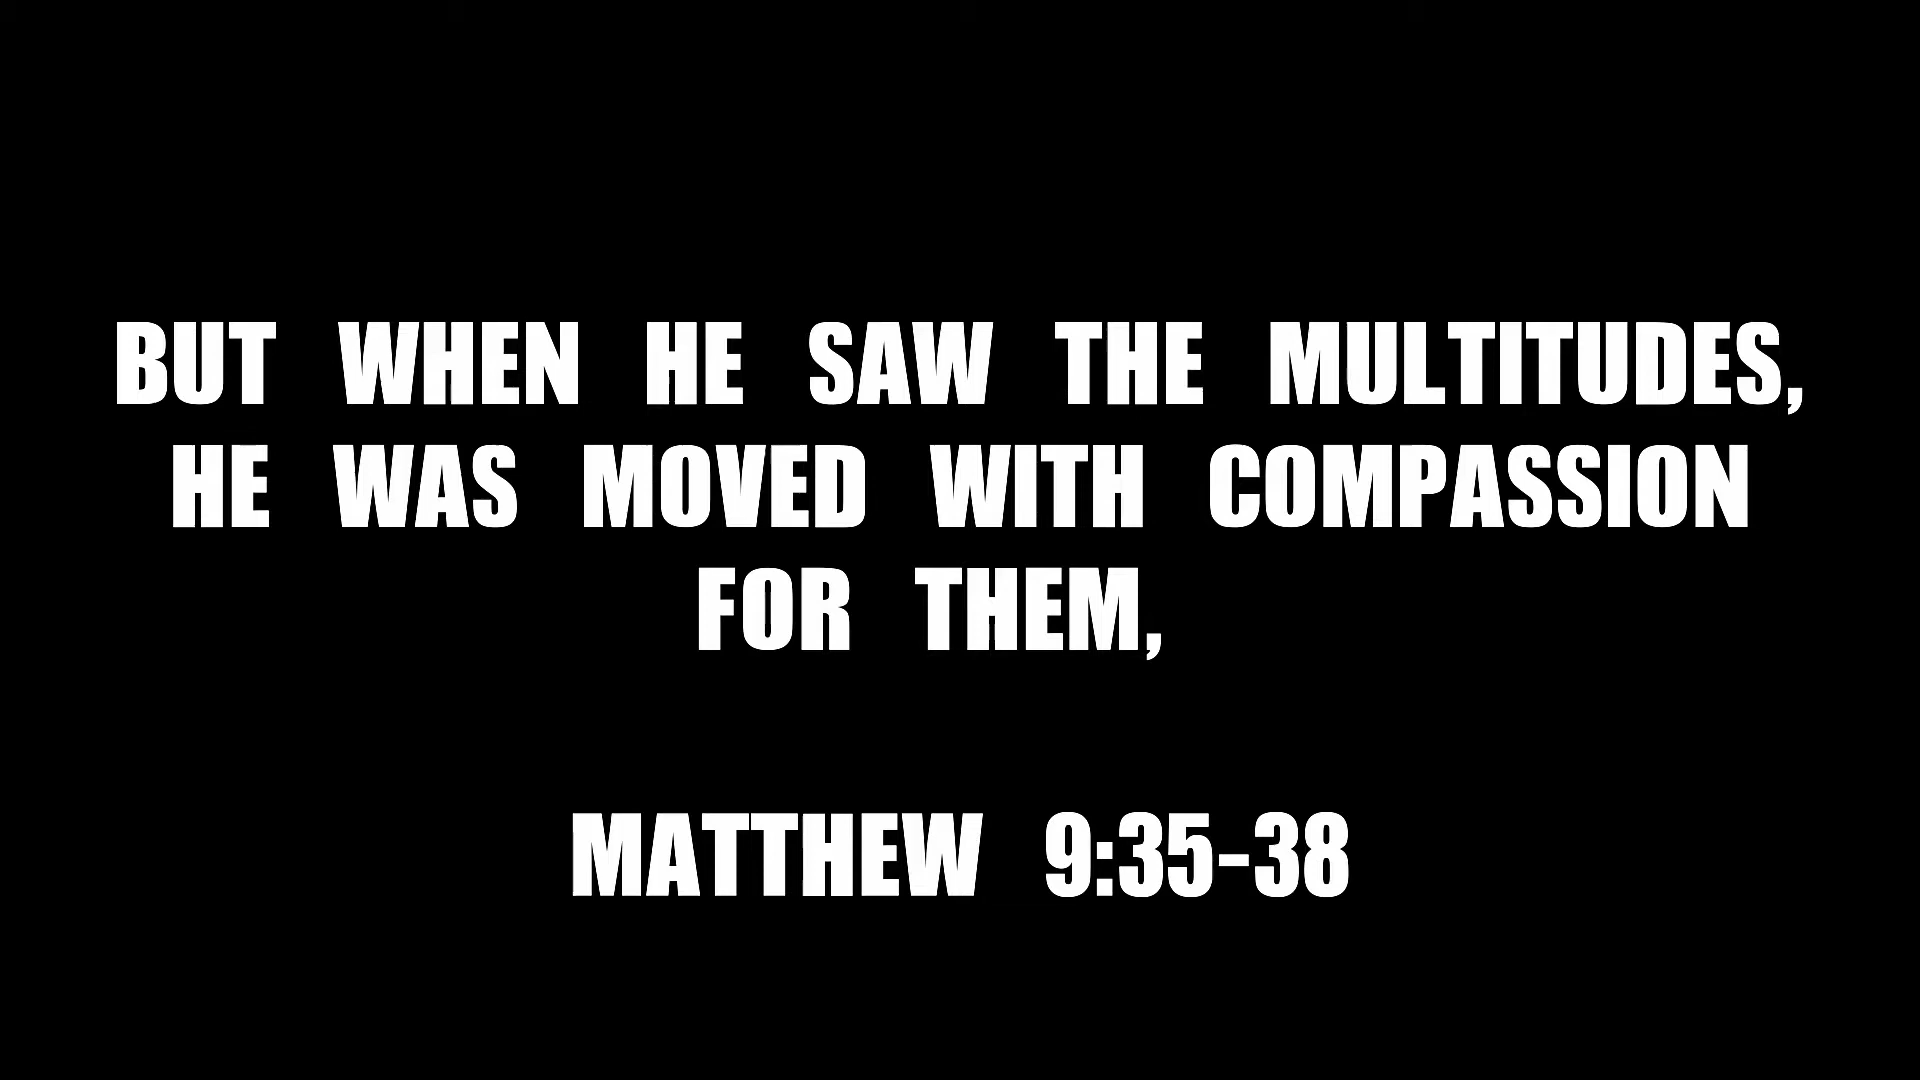 BUT WHEN HE SAW THE MULTITUDES,
HE WAS MOVED WITH COMPASSION
FOR THEM,
MATTHEW 9:35-38